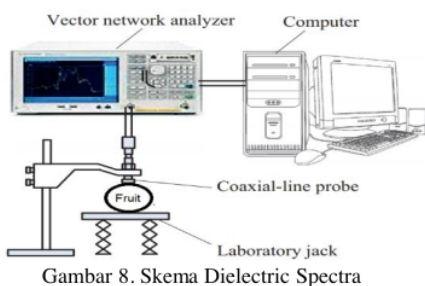 Vector network analyzer
Computer
Coaxial-line probe
Fruit
Laboratory jack
Gambar 8. Skema Dielectric Spectra